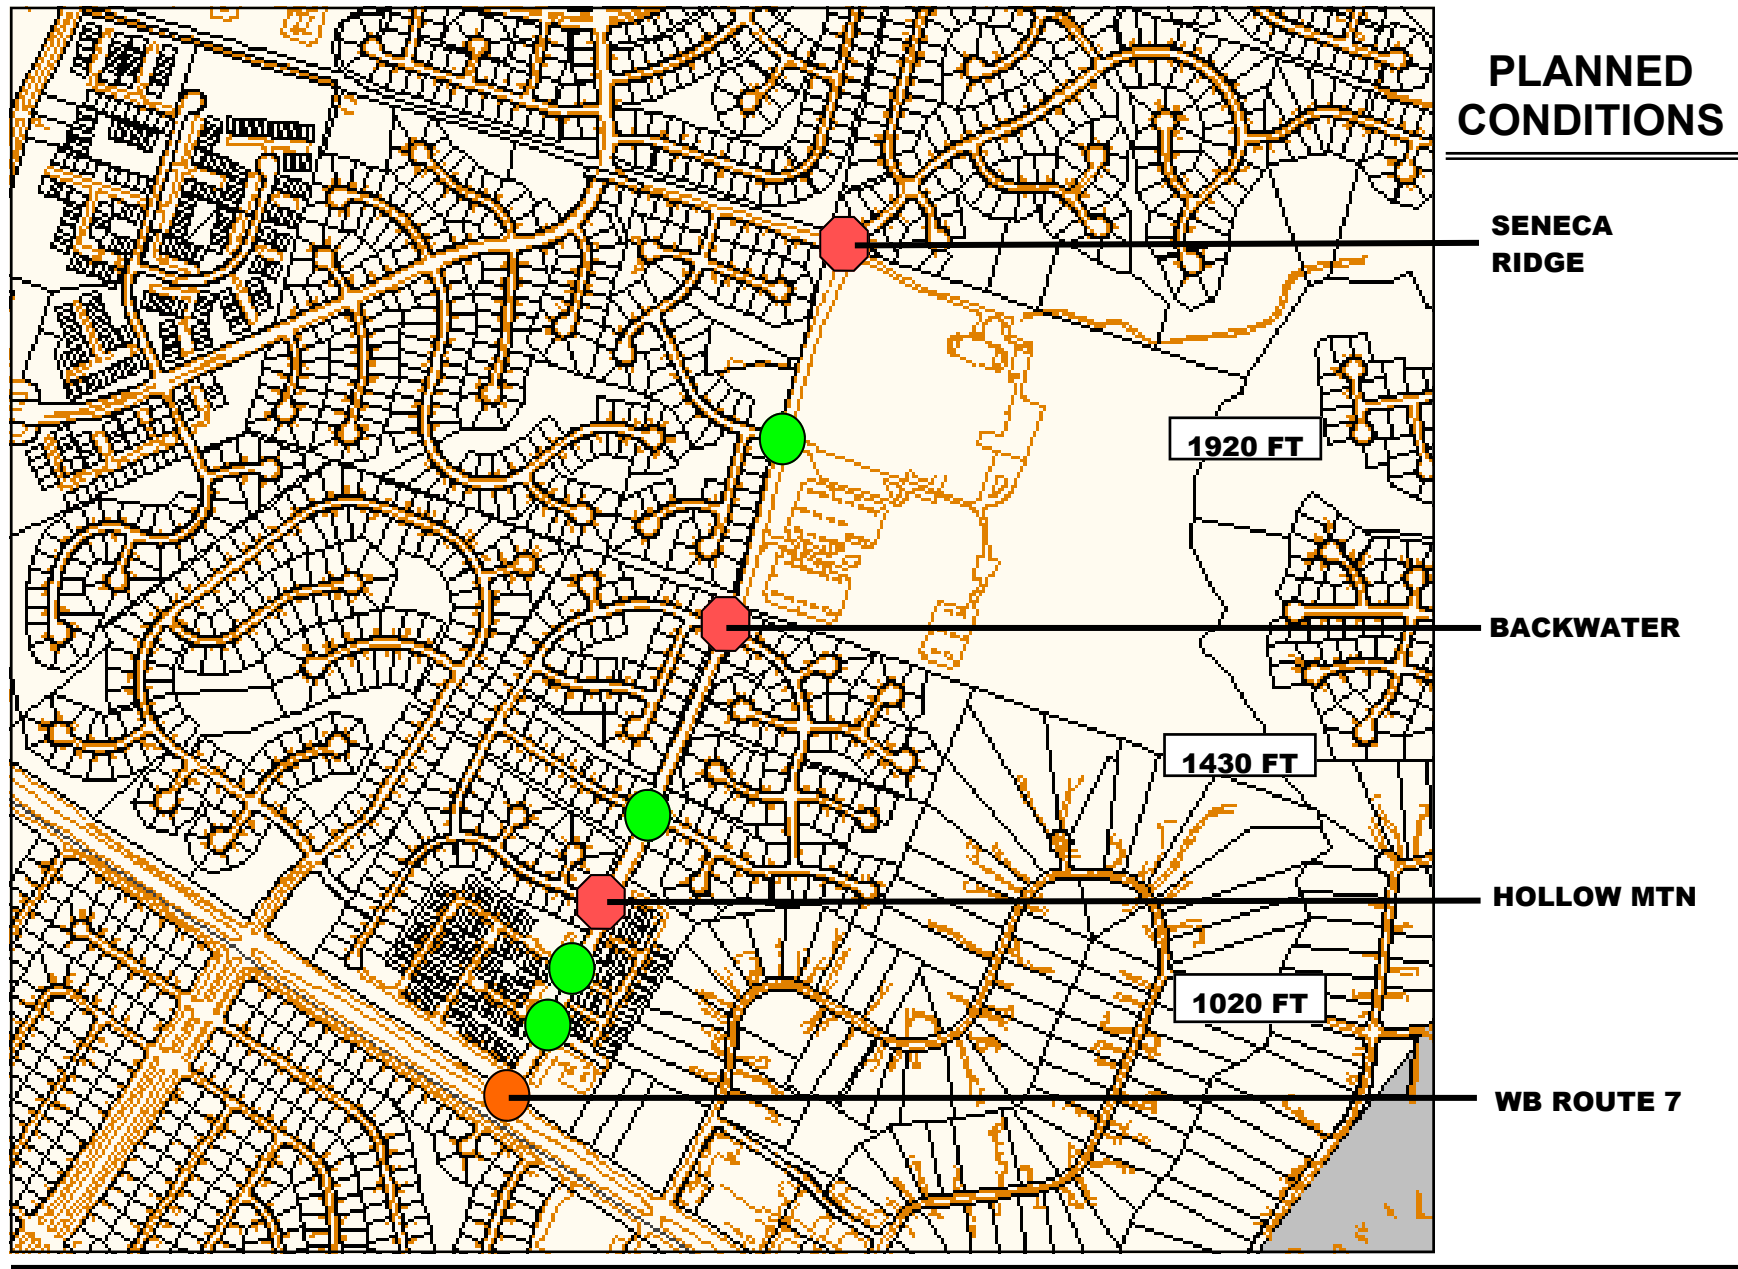 PLANNED
CONDITIONS
SENECA
RIDGE
1920 FT
BACKWATER
1430 FT
HOLLOW MTN
1020 FT
WB ROUTE 7